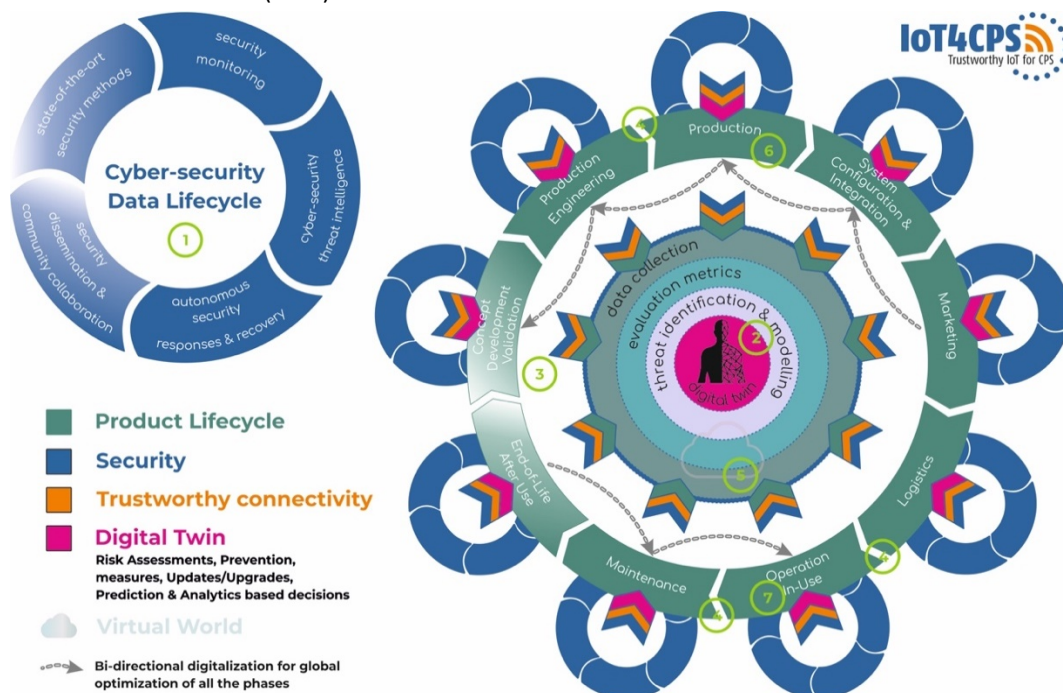 IoT4CPS
Trustworthy IoT for CPS
state-of-the-art
security methods
security
monitoring
cyber-security
threat intelligence
autonomous
security
responses & recovery
security
dissemination &
community collaboration
Cyber-security
Data Lifecycle
1
Product Lifecycle
Security
Trustworthy connectivity
Digital Twin
Risk Assessments, Prevention,
measures, Updates/Upgrades,
Prediction & Analytics based decisions
Virtual World
Bi-directional digitalization for global
optimization of all the phases
Concept
Development
Validation
3
Production
Engineering
4
Production
6
System
Configuration &
Integration
Marketing
Logistics
4
Operation
In-Use
7
4
Maintenance
End-of-Life
After Use
data collection
evaluation metrics
threat identification & modelling
2
digital twin
5